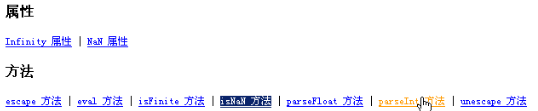 属性
Infinity 属性 | NaN 属性
方法
escape 方法 | eval 方法 | isFinite 方法 | isNaN 方法 | parseFloat 方法 | parseInt 方法 | unescape 方法